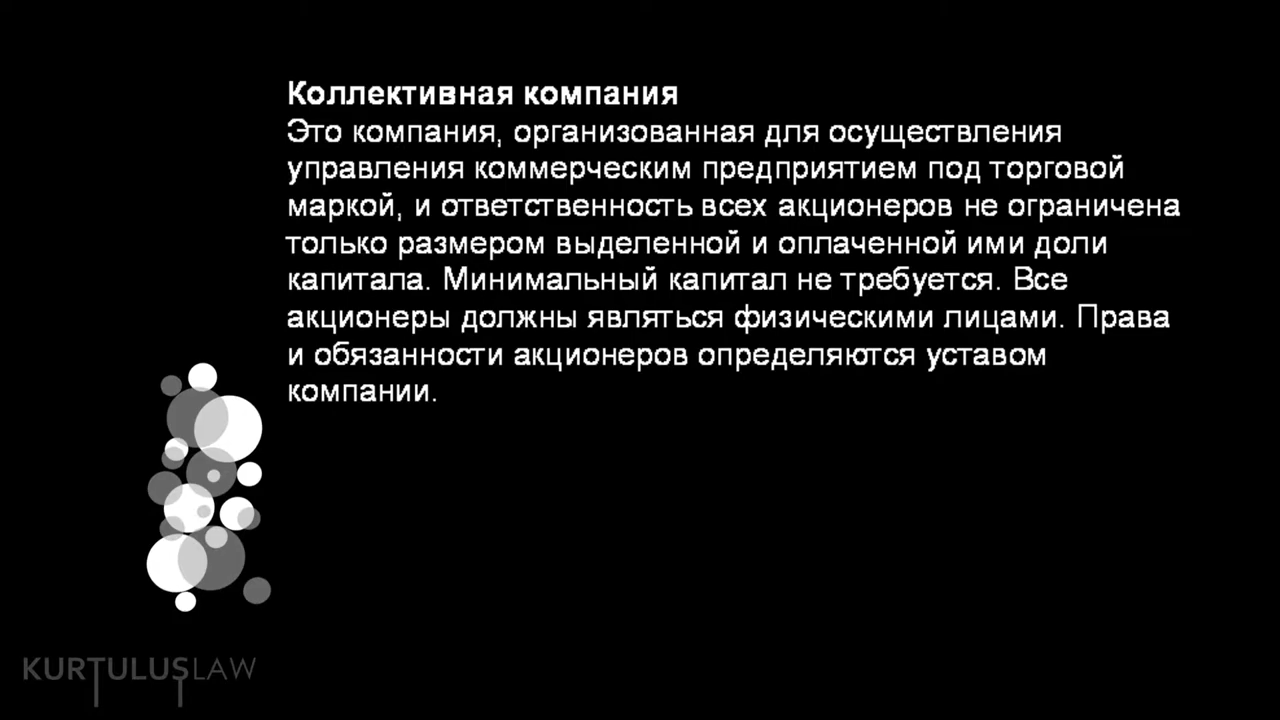 Коллективная компания
Это компания, организованная для осуществления
управления коммерческим предприятием под торговой
маркой, и ответственность всех акционеров не ограничена
только размером выделенной и оплаченной ими доли
капитала. Минимальный капитал не требуется. Все
акционеры должны являться физическими лицами. Права
и обязанности акционеров определяются уставом
компании.
KURTULUSLAW